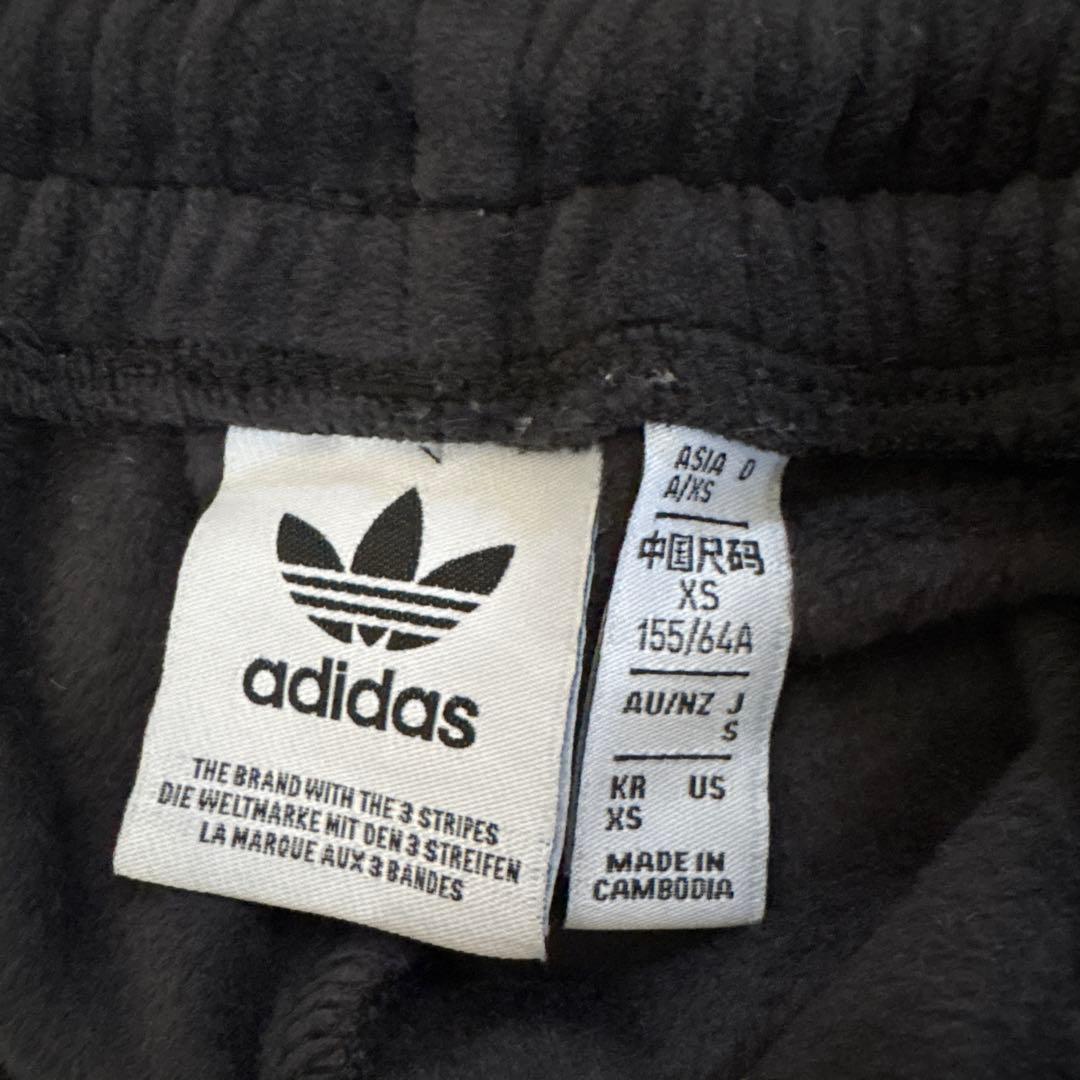 adidas
THE BRAND WITH THE 3 STRIPES
DIE WELTMARKE MIT DEN 3 STREIFEN
LA MARQUE AUX 3 BANDES
ASIA D
A/XS
中国尺码
XS
155/64A
AU/NZ J
S
KR US
XS
MADE IN
CAMBODIA